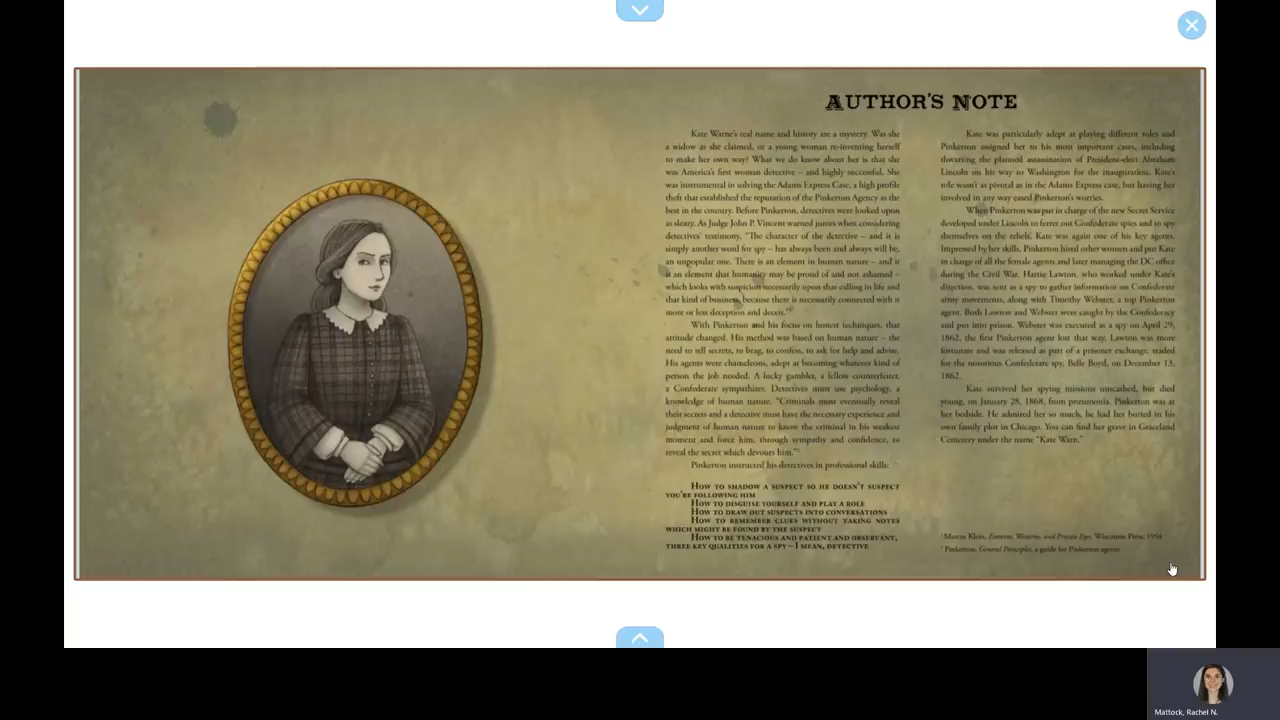 AUTHOR'S NOTE
Kate Warne's real name and history are a mystery. Was she
a widow as she claimed, or a young woman re-inventing herself
to make her own way? What we do know about her is that she
was America's first woman detective – and highly successful. She
was instrumental in solving the Adams Express Case, a high profile
theft that established the reputation of the Pinkerton Agency as the
best in the country. Before Pinkerton, detectives were looked upon
as sleazy. As Judge John P. Vincent warned jurors when considering
detectives' testimony, "The character of the detective – and it is
simply another word for spy – has always been and always will be,
an unpopular one. There is an element in human nature – and it
is an element that humanity may be proud of and not ashamed –
which looks with suspicion necessarily upon that calling in life and
that kind of business, because there is necessarily connected with it
more or less deception and deceit."¹
With Pinkerton and his focus on honest techniques, that
attitude changed. His method was based on human nature – the
need to tell secrets, to brag, to confess, to ask for help and advise.
His agents were chameleons, adept at becoming whatever kind of
person the job needed. A lucky gambler, a fellow counterfeiter,
a Confederate sympathizer. Detectives must use psychology, a
knowledge of human nature. "Criminals must eventually reveal
their secrets and a detective must have the necessary experience and
judgment of human nature to know the criminal in his weakest
moment and force him, through sympathy and confidence, to
reveal the secret which devours him."²
Pinkerton instructed his detectives in professional skills:
HOW TO SHADOW A SUSPECT SO HE DOESN'T SUSPECT
YOU'RE FOLLOWING HIM
HOW TO DISGUISE YOURSELF AND PLAY A ROLE
HOW TO DRAW OUT SUSPECTS INTO CONVERSATIONS
HOW TO REMEMBER CLUES WITHOUT TAKING NOTES
WHICH MIGHT BE FOUND BY THE SUSPECT
HOW TO BE TENACIOUS AND PATIENT AND OBSERVANT,
THREE KEY QUALITIES FOR A SPY – I MEAN, DETECTIVE
Kate was particularly adept at playing different roles and
Pinkerton assigned her to his most important cases, including
thwarting the planned assassination of President-elect Abraham
Lincoln on his way to Washington for the inauguration. Kate's
role wasn't as pivotal as in the Adams Express case, but having her
involved in any way eased Pinkerton's worries.
When Pinkerton was put in charge of the new Secret Service
developed under Lincoln to ferret out Confederate spies and to spy
themselves on the rebels, Kate was again one of his key agents.
Impressed by her skills, Pinkerton hired other women and put Kate
in charge of all the female agents and later managing the DC office
during the Civil War. Hattie Lawton, who worked under Kate's
direction, was sent as a spy to gather information on Confederate
army movements, along with Timothy Webster, a top Pinkerton
agent. Both Lawton and Webster were caught by the Confederacy
and put into prison. Webster was executed as a spy on April 29,
1862, the first Pinkerton agent lost that way. Lawton was more
fortunate and was released as part of a prisoner exchange, traded
for the notorious Confederate spy, Belle Boyd, on December 13,
1862.
Kate survived her spying missions unscathed, but died
young, on January 28, 1868, from pneumonia. Pinkerton was at
her bedside. He admired her so much, he had her buried in his
own family plot in Chicago. You can find her grave in Graceland
Cemetery under the name "Kate Warn."
¹ Marcus Klein, Easterns, Westerns, and Private Eyes, Wisconsin Press, 1994
² Pinkerton, General Principles, a guide for Pinkerton agents
Mattock, Rachel N.